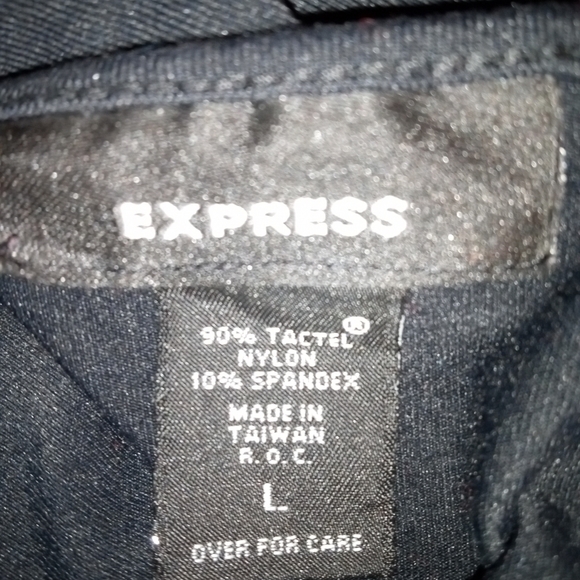 EXPRESS
90% TACTEL®
NYLON
10% SPANDEX
MADE IN
TAIWAN
R.O.C.
L
OVER FOR CARE